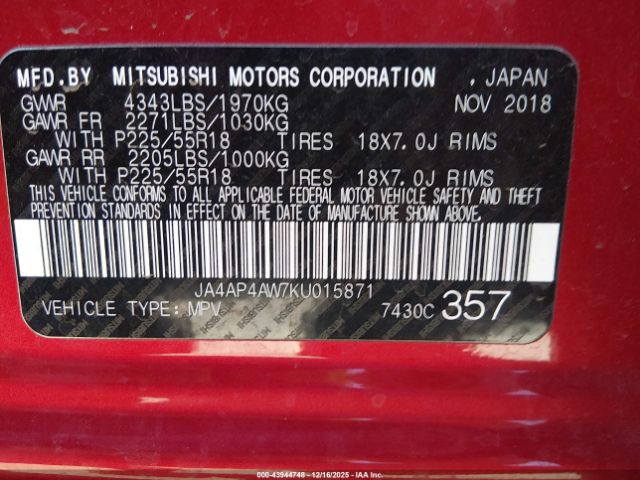 MFD.BY MITSUBISHI MOTORS CORPORATION . JAPAN
GVWR 4343LBS/1970KG NOV 2018
GAWR FR 2271LBS/1030KG
WITH P225/55R18 TIRES 18X7.0J RIMS
GAWR RR 2205LBS/1000KG
WITH P225/55R18 TIRES 18X7.0J RIMS
THIS VEHICLE CONFORMS TO ALL APPLICABLE FEDERAL MOTOR VEHICLE SAFETY AND THEFT
PREVENTION STANDARDS IN EFFECT ON THE DATE OF MANUFACTURE SHOWN ABOVE.
JA4AP4AW7KU015871
VEHICLE TYPE: MPV 7430C 357
220-43944748 - 12/16/2025 - IAAI.COM